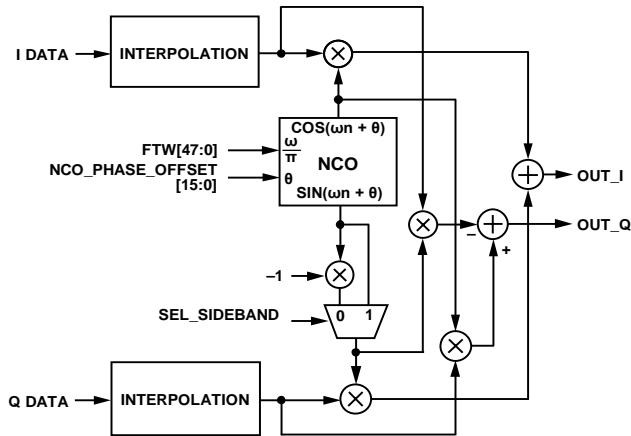 I DATA
INTERPOLATION
COS(ωn + θ)
ω
π
NCO
θ
SIN(ωn + θ)
FTW[47:0]
NCO_PHASE_OFFSET
[15:0]
OUT_I
OUT_Q
–
+
–1
SEL_SIDEBAND
0 1
Q DATA
INTERPOLATION